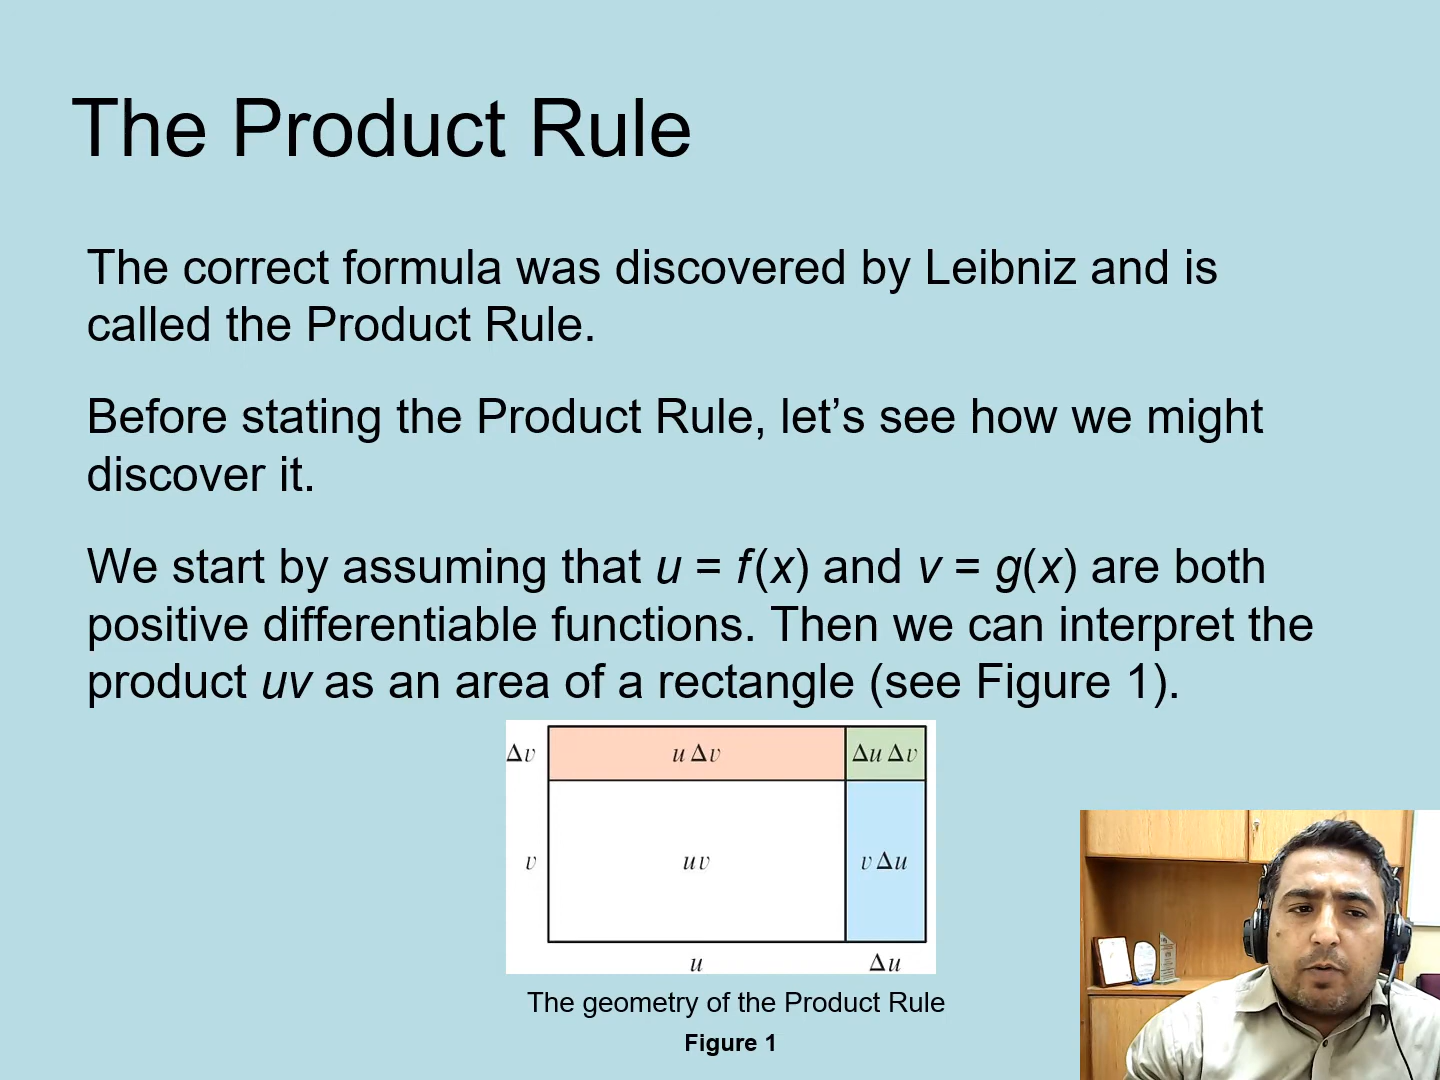 The Product Rule
The correct formula was discovered by Leibniz and is
called the Product Rule.
Before stating the Product Rule, let’s see how we might
discover it.
We start by assuming that u = f(x) and v = g(x) are both
positive differentiable functions. Then we can interpret the
product uv as an area of a rectangle (see Figure 1).
Δv u Δv Δu Δv
v uv v Δu
u Δu
The geometry of the Product Rule
Figure 1